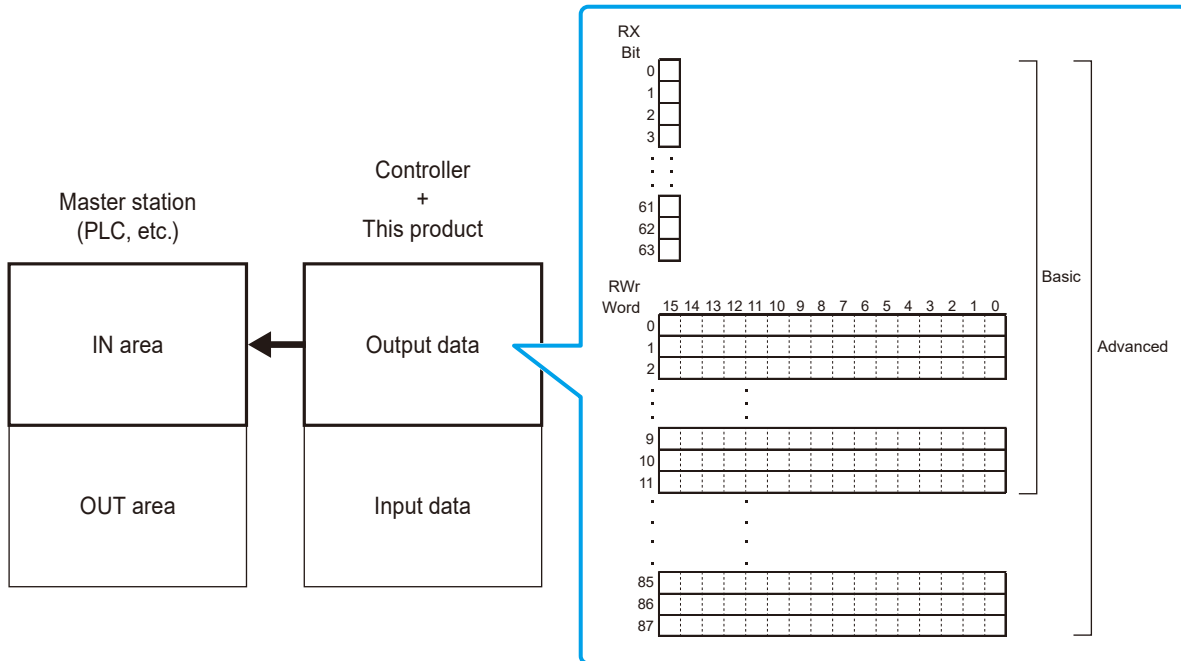 Master station
(PLC, etc.)
IN area
OUT area
Controller
+
This product
Output data
Input data
RX
Bit
0
1
2
3
61
62
63
RWr
Word
15 14 13 12 11 10 9 8 7 6 5 4 3 2 1 0
0
1
2
9
10
11
85
86
87
Basic
Advanced